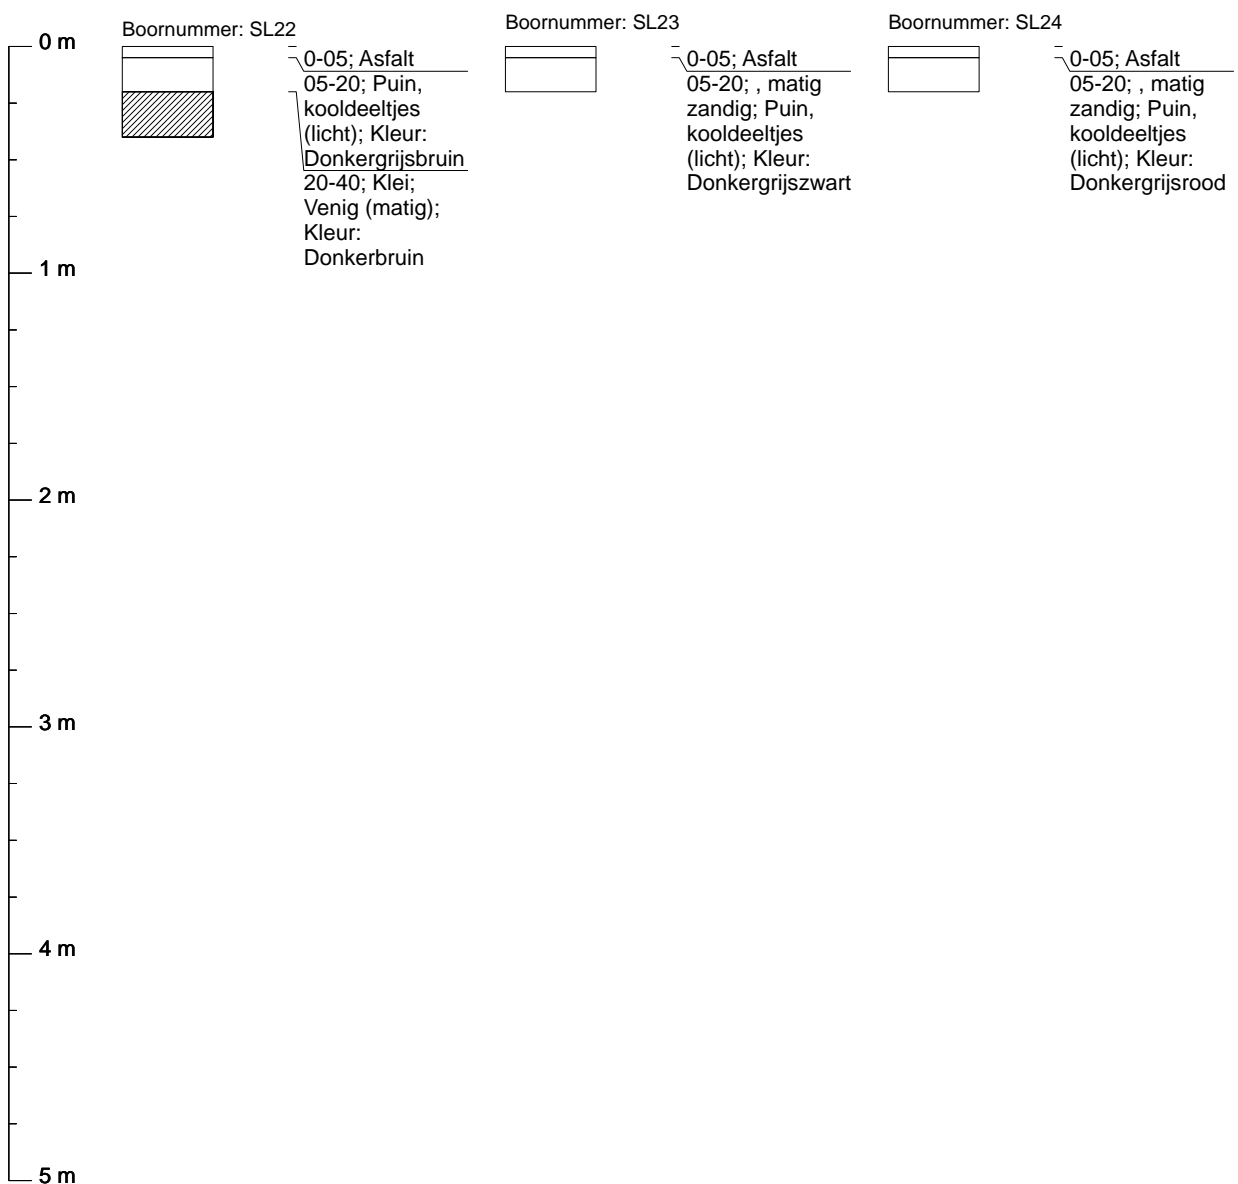 Boornummer: SL22
0-05; Asfalt
05-20; Puin,
kooldeeltjes
(licht); Kleur:
Donkergrijsbruin
20-40; Klei;
Venig (matig);
Kleur:
Donkerbruin
Boornummer: SL23
0-05; Asfalt
05-20; , matig
zandig; Puin,
kooldeeltjes
(licht); Kleur:
Donkergrijszwart
Boornummer: SL24
0-05; Asfalt
05-20; , matig
zandig; Puin,
kooldeeltjes
(licht); Kleur:
Donkergrijsrood
0 m
1 m
2 m
3 m
4 m
5 m